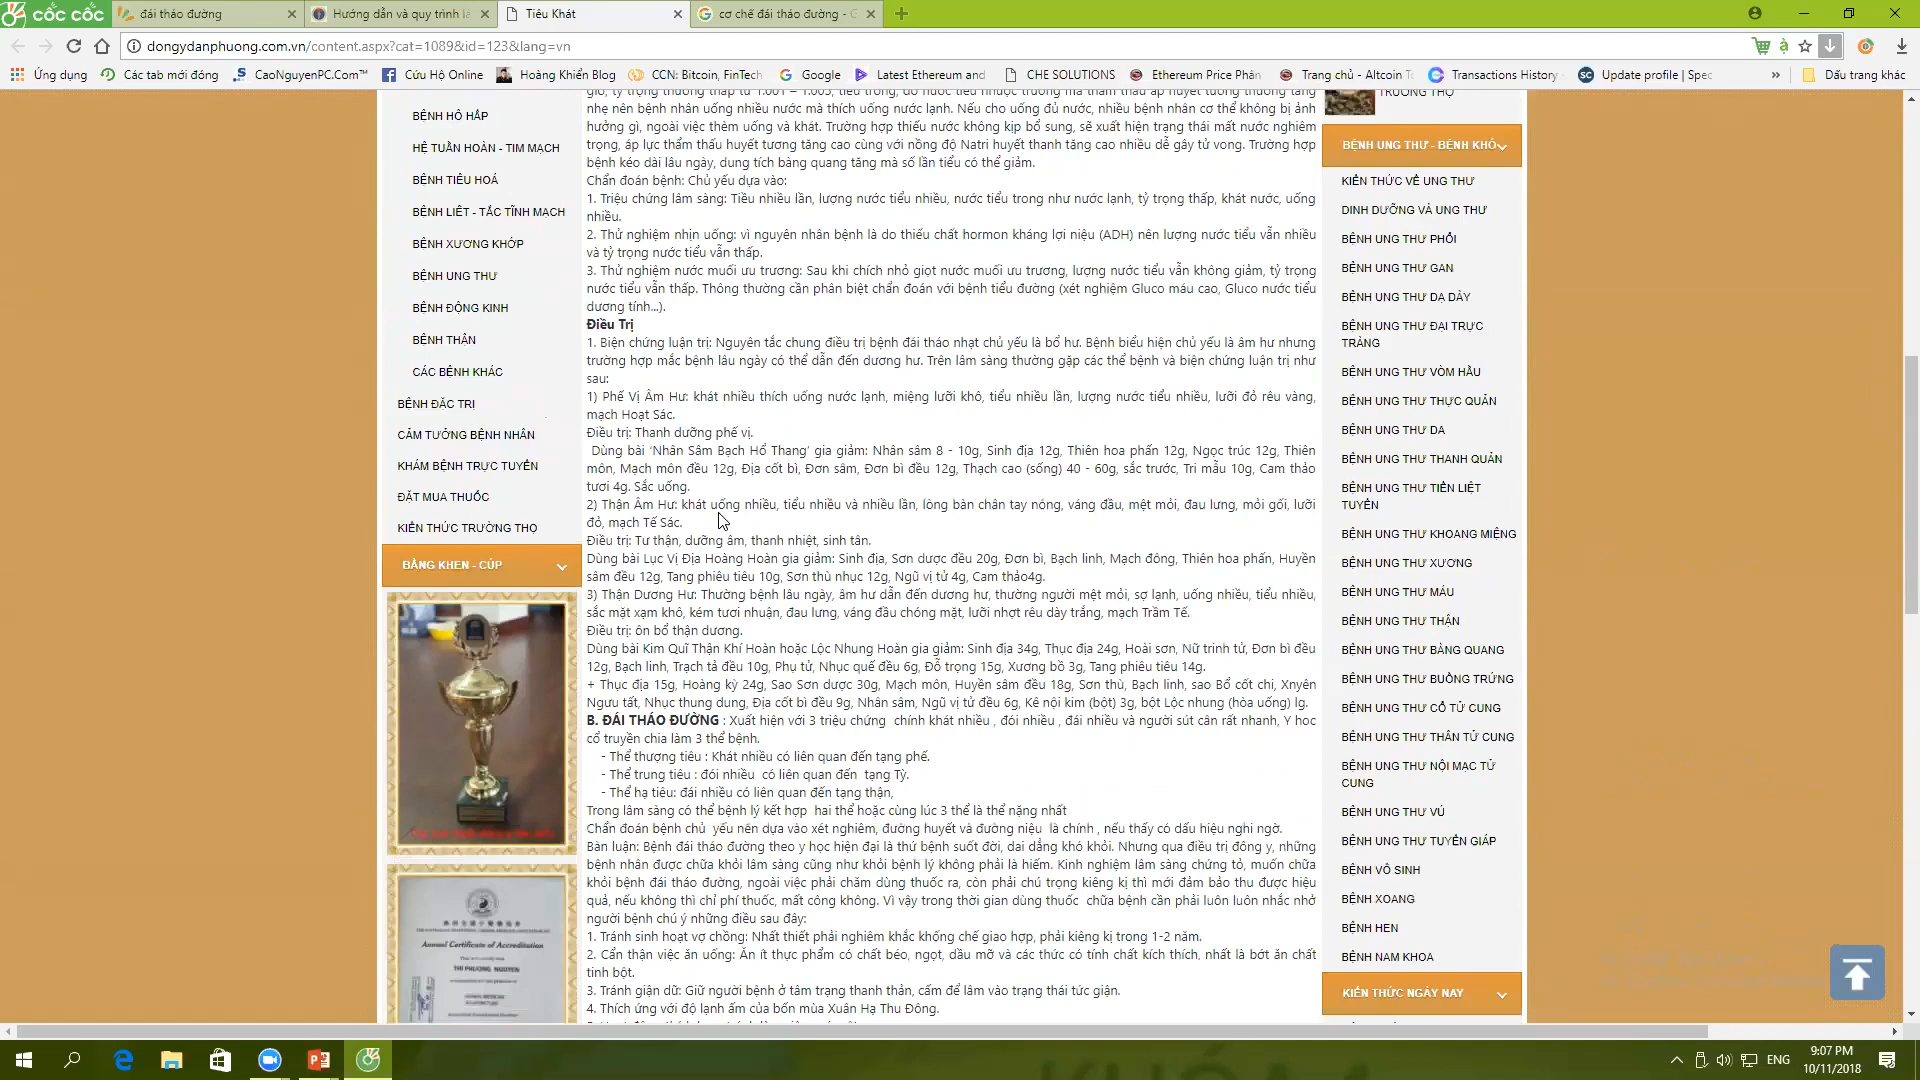 cốc cốc
đái tháo đường
Hướng dẫn và quy trình l
Tiêu Khát
cơ chế đái tháo đường - G
dongydanphuong.com.vn/content.aspx?cat=1089&id=123&lang=vn
Ứng dụng
Các tab mới đóng
CaoNguyenPC.Com™
Cứu Hộ Online
Hoàng Khiển Blog
CCN: Bitcoin, FinTech
Google
Latest Ethereum and
CHE SOLUTIONS
Ethereum Price Phân
Trang chủ - Altcoin T
Transactions History
Update profile | Spec
»
Dấu trang khác
BỆNH HÔ HẤP
HỆ TUẦN HOÀN - TIM MẠCH
BỆNH TIÊU HOÁ
BỆNH LIỆT - TẮC TĨNH MẠCH
BỆNH XƯƠNG KHỚP
BỆNH UNG THƯ
BỆNH ĐỘNG KINH
BỆNH THẬN
CÁC BỆNH KHÁC
BỆNH ĐẶC TRỊ
CẢM TƯỞNG BỆNH NHÂN
KHÁM BỆNH TRỰC TUYẾN
ĐẶT MUA THUỐC
KIẾN THỨC TRƯỜNG THỌ
BẰNG KHEN - CÚP
Annual Certificate of Accreditation
THI PHUONG, NGUYEN
giờ, tỷ trọng thường thấp từ 1.001 – 1.005, tiểu trong, do nước tiểu nhược trương mà thẩm thấu áp huyết tương thường tăng
nhẹ nên bệnh nhân uống nhiều nước mà thích uống nước lạnh. Nếu cho uống đủ nước, nhiều bệnh nhân cơ thể không bị ảnh
hưởng gì, ngoài việc thèm uống và khát. Trường hợp thiếu nước không kịp bổ sung, sẽ xuất hiện trạng thái mất nước nghiêm
trọng, áp lực thẩm thấu huyết tương tăng cao cùng với nồng độ Natri huyết thanh tăng cao nhiều dễ gây tử vong. Trường hợp
bệnh kéo dài lâu ngày, dung tích bàng quang tăng mà số lần tiểu có thể giảm.
Chẩn đoán bệnh: Chủ yếu dựa vào:
1. Triệu chứng lâm sàng: Tiểu nhiều lần, lượng nước tiểu nhiều, nước tiểu trong như nước lạnh, tỷ trọng thấp, khát nước, uống
nhiều.
2. Thử nghiệm nhịn uống: vì nguyên nhân bệnh là do thiếu chất hormon kháng lợi niệu (ADH) nên lượng nước tiểu vẫn nhiều
và tỷ trọng nước tiểu vẫn thấp.
3. Thử nghiệm nước muối ưu trương: Sau khi chích nhỏ giọt nước muối ưu trương, lượng nước tiểu vẫn không giảm, tỷ trọng
nước tiểu vẫn thấp. Thông thường cần phân biệt chẩn đoán với bệnh tiểu đường (xét nghiệm Gluco máu cao, Gluco nước tiểu
dương tính...).
Điều Trị
1. Biện chứng luận trị: Nguyên tắc chung điều trị bệnh đái tháo nhạt chủ yếu là bổ hư. Bệnh biểu hiện chủ yếu là âm hư nhưng
trường hợp mắc bệnh lâu ngày có thể dẫn đến dương hư. Trên lâm sàng thường gặp các thể bệnh và biện chứng luận trị như
sau:
1) Phế Vị Âm Hư: khát nhiều thích uống nước lạnh, miệng lưỡi khô, tiểu nhiều lần, lượng nước tiểu nhiều, lưỡi đỏ rêu vàng,
mạch Hoạt Sác.
Điều trị: Thanh dưỡng phế vị.
Dùng bài 'Nhân Sâm Bạch Hổ Thang' gia giảm: Nhân sâm 8 - 10g, Sinh địa 12g, Thiên hoa phấn 12g, Ngọc trúc 12g, Thiên
môn, Mạch môn đều 12g, Địa cốt bì, Đơn sâm, Đơn bì đều 12g, Thạch cao (sống) 40 - 60g, sắc trước, Tri mẫu 10g, Cam thảo
tươi 4g. Sắc uống.
2) Thận Âm Hư: khát uống nhiều, tiểu nhiều và nhiều lần, lòng bàn chân tay nóng, váng đầu, mệt mỏi, đau lưng, mỏi gối, lưỡi
đỏ, mạch Tế Sác.
Điều trị: Tư thận, dưỡng âm, thanh nhiệt, sinh tân.
Dùng bài Lục Vị Địa Hoàng Hoàn gia giảm: Sinh địa, Sơn dược đều 20g, Đơn bì, Bạch linh, Mạch đông, Thiên hoa phấn, Huyền
sâm đều 12g, Tang phiêu tiêu 10g, Sơn thù nhục 12g, Ngũ vị tử 4g, Cam thảo4g.
3) Thận Dương Hư: Thường bệnh lâu ngày, âm hư dẫn đến dương hư, thường người mệt mỏi, sợ lạnh, uống nhiều, tiểu nhiều,
sắc mặt xạm khô, kém tươi nhuận, đau lưng, váng đầu chóng mặt, lưỡi nhợt rêu dày trắng, mạch Trầm Tế.
Điều trị: ôn bổ thận dương.
Dùng bài Kim Quĩ Thận Khí Hoàn hoặc Lộc Nhung Hoàn gia giảm: Sinh địa 34g, Thục địa 24g, Hoài sơn, Nữ trinh tử, Đơn bì đều
12g, Bạch linh, Trạch tả đều 10g, Phụ tử, Nhục quế đều 6g, Đỗ trọng 15g, Xương bồ 3g, Tang phiêu tiêu 14g.
+ Thục địa 15g, Hoàng kỳ 24g, Sao Sơn dược 30g, Mạch môn, Huyền sâm đều 18g, Sơn thù, Bạch linh, sao Bổ cốt chi, Xnyên
Ngưu tất, Nhục thung dung, Địa cốt bì đều 9g, Nhân sâm, Ngũ vị tử đều 6g, Kê nội kim (bột) 3g, bột Lộc nhung (hòa uống) lg.
B. ĐÁI THÁO ĐƯỜNG : Xuất hiện với 3 triệu chứng chính khát nhiều , đói nhiều , đái nhiều và người sút cân rất nhanh, Y hoc
cổ truyền chia làm 3 thể bệnh.
- Thể thượng tiêu : Khát nhiều có liên quan đến tạng phế.
- Thể trung tiêu : đói nhiều có liên quan đến tạng Tỳ.
- Thể hạ tiêu: đái nhiều có liên quan đến tạng thận,
Trong lâm sàng có thể bệnh lý kết hợp hai thể hoặc cùng lúc 3 thể là thể nặng nhất
Chẩn đoán bệnh chủ yếu nên dựa vào xét nghiêm, đường huyết và đường niệu là chính , nếu thấy có dấu hiệu nghi ngờ.
Bàn luận: Bệnh đái tháo đường theo y học hiện đại là thứ bệnh suốt đời, dai dẳng khó khỏi. Nhưng qua điều trị đông y, những
bệnh nhân được chữa khỏi lâm sàng cũng như khỏi bệnh lý không phải là hiếm. Kinh nghiệm lâm sàng chứng tỏ, muốn chữa
khỏi bệnh đái tháo đường, ngoài việc phải chăm dùng thuốc ra, còn phải chú trọng kiêng kị thì mới đảm bảo thu được hiệu
quả, nếu không thì chỉ phí thuốc, mất công không. Vì vậy trong thời gian dùng thuốc chữa bệnh cần phải luôn luôn nhắc nhở
người bệnh chú ý những điều sau đây:
1. Tránh sinh hoạt vợ chồng: Nhất thiết phải nghiêm khắc khống chế giao hợp, phải kiêng kị trong 1-2 năm.
2. Cẩn thận việc ăn uống: Ăn ít thực phẩm có chất béo, ngọt, dầu mỡ và các thức có tính chất kích thích, nhất là bớt ăn chất
tinh bột.
3. Tránh giận dữ: Giữ người bệnh ở tâm trạng thanh thản, cấm để lâm vào trạng thái tức giận.
4. Thích ứng với độ lạnh ấm của bốn mùa Xuân Hạ Thu Đông.
TRƯỜNG THỌ
BỆNH UNG THƯ - BỆNH KHÓ
KIẾN THỨC VỀ UNG THƯ
DINH DƯỠNG VÀ UNG THƯ
BỆNH UNG THƯ PHỔI
BỆNH UNG THƯ GAN
BỆNH UNG THƯ DẠ DÀY
BỆNH UNG THƯ ĐẠI TRỰC
TRÀNG
BỆNH UNG THƯ VÒM HẦU
BỆNH UNG THƯ THỰC QUẢN
BỆNH UNG THƯ DA
BỆNH UNG THƯ THANH QUẢN
BỆNH UNG THƯ TIỀN LIỆT
TUYẾN
BỆNH UNG THƯ KHOANG MIỆNG
BỆNH UNG THƯ XƯƠNG
BỆNH UNG THƯ MÁU
BỆNH UNG THƯ THẬN
BỆNH UNG THƯ BÀNG QUANG
BỆNH UNG THƯ BUỒNG TRỨNG
BỆNH UNG THƯ CỔ TỬ CUNG
BỆNH UNG THƯ THÂN TỬ CUNG
BỆNH UNG THƯ NỘI MẠC TỬ
CUNG
BỆNH UNG THƯ VÚ
BỆNH UNG THƯ TUYẾN GIÁP
BỆNH VÔ SINH
BỆNH XOANG
BỆNH HEN
BỆNH NAM KHOA
KIẾN THỨC NGÀY NAY
ENG
9:07 PM
10/11/2018